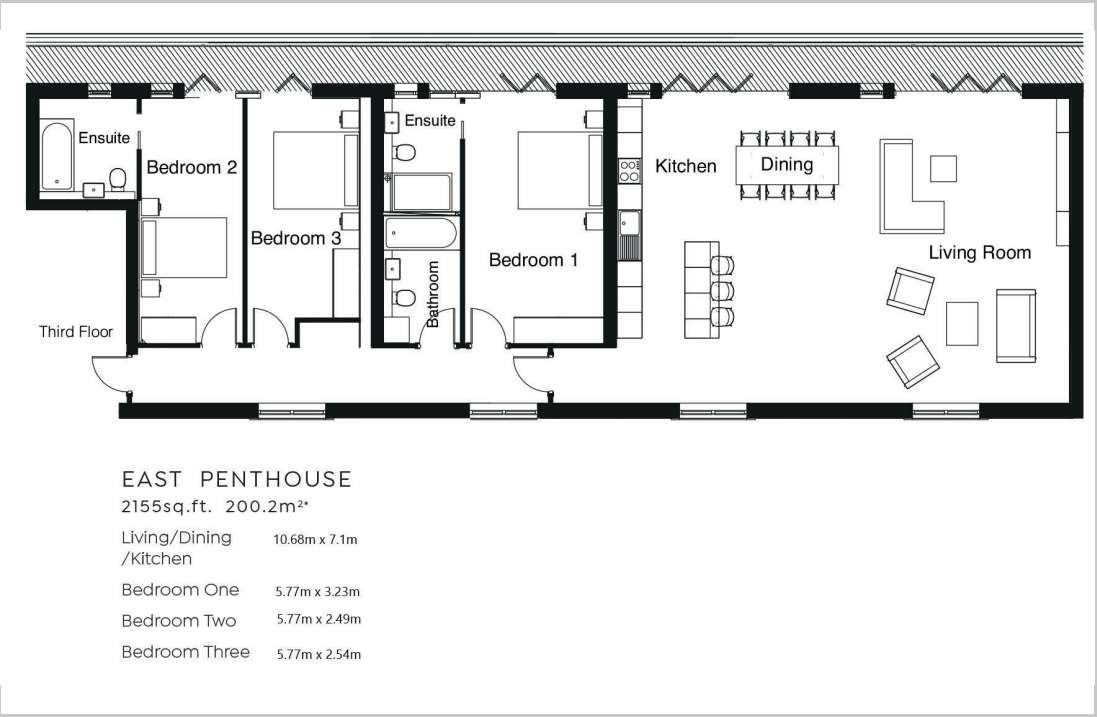 Ensuite
Bedroom 2
Bedroom 3
Ensuite
Bathroom
Bedroom 1
Kitchen
Dining
Living Room
Third Floor
EAST PENTHOUSE
2155sq.ft. 200.2m²*
Living/Dining 10.68m x 7.1m
/Kitchen
Bedroom One 5.77m x 3.23m
Bedroom Two 5.77m x 2.49m
Bedroom Three 5.77m x 2.54m